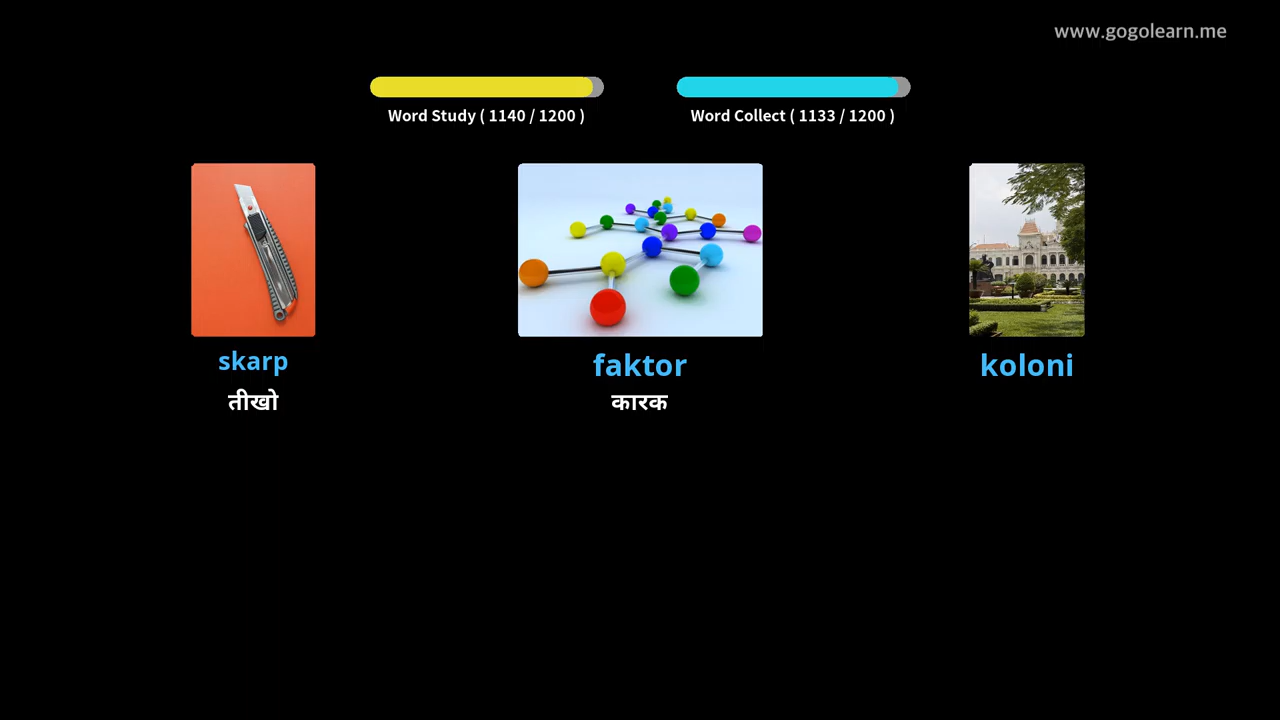 www.gogolearn.me
Word Study ( 1140 / 1200 )
Word Collect ( 1133 / 1200 )
skarp
faktor
koloni
तीखो
कारक